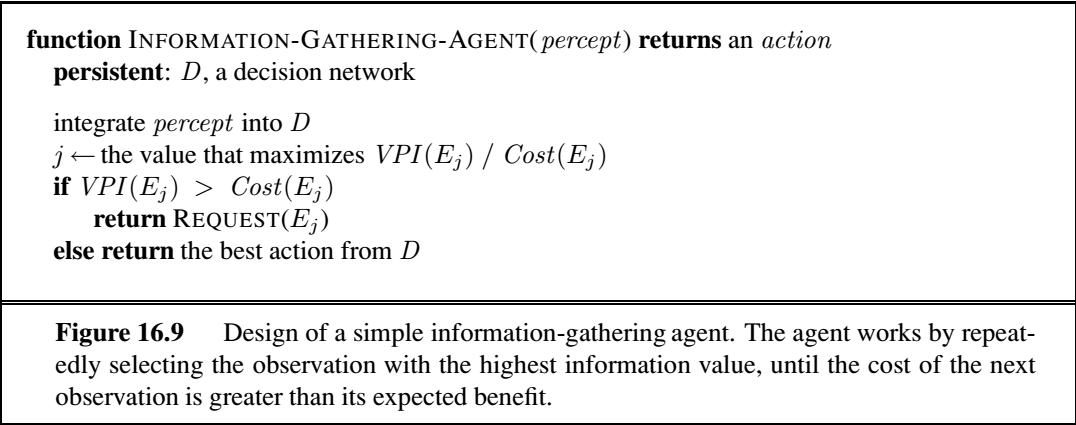 function INFORMATION-GATHERING-AGENT(percept) returns an action
persistent: D, a decision network
integrate percept into D
j ← the value that maximizes VPI(E_j) / Cost(E_j)
if VPI(E_j) > Cost(E_j)
return REQUEST(E_j)
else return the best action from D
Figure 16.9 Design of a simple information-gathering agent. The agent works by repeat-
edly selecting the observation with the highest information value, until the cost of the next
observation is greater than its expected benefit.